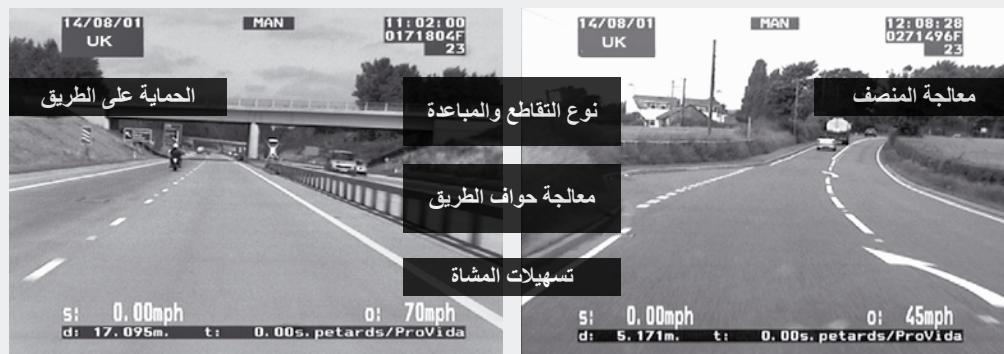 14/08/01
UK
MAN
11:02:00
0171804F
23
14/08/01
UK
MAN
12:08:28
0271496F
23
الحماية على الطريق
نوع التقاطع والمباعدة
معالجة المنصف
معالجة حواف الطريق
تسهيلات المشاة
s: 0.00mph o: 70mph
d: 17.095m. t: 0.00s.petards/ProVida
s: 0.00mph o: 45mph
d: 5.171m. t: 0.00s.petards/ProVida